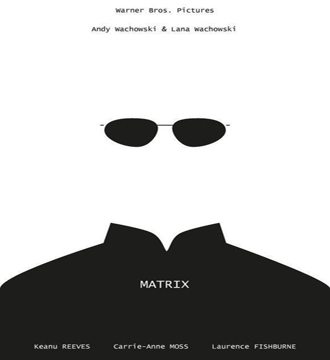 Warner Bros. Pictures
Andy Wachowski & Lana Wachowski
MATRIX
Keanu REEVES Carrie-Anne MOSS Laurence FISHBURNE